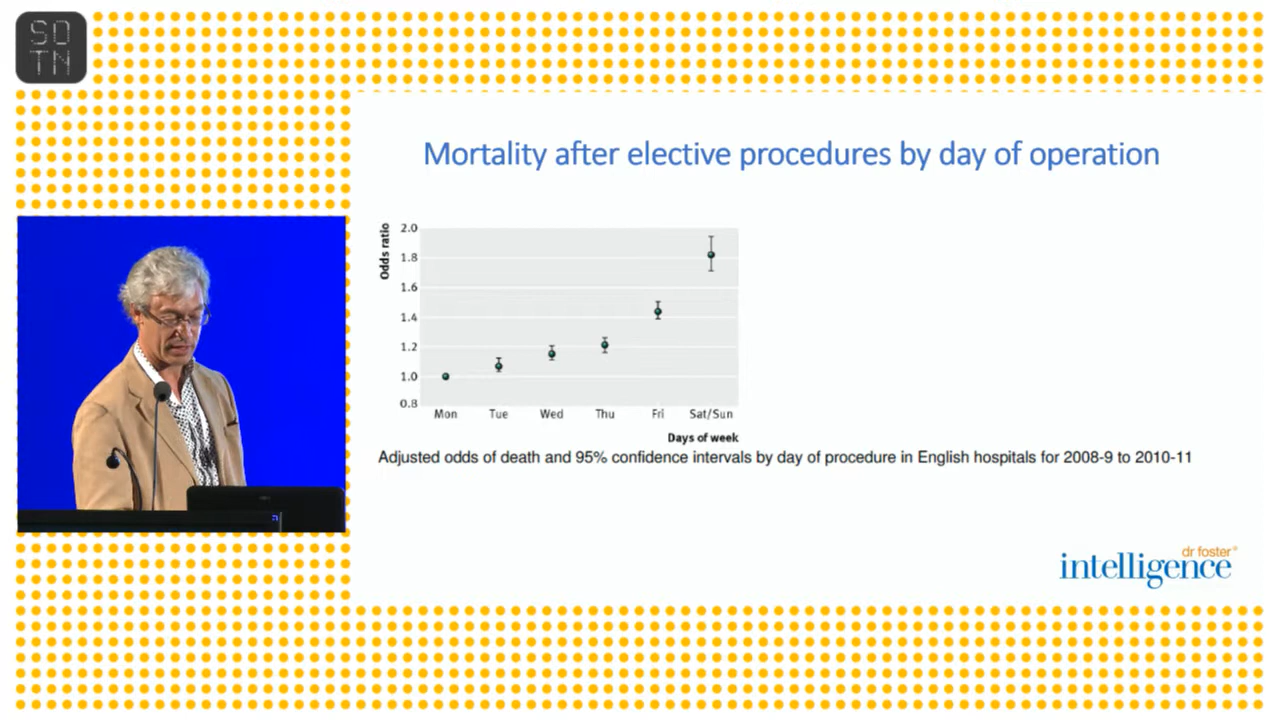 SO
TN
Mortality after elective procedures by day of operation
Odds ratio
2.0
1.8
1.6
1.4
1.2
1.0
0.8
Mon Tue Wed Thu Fri Sat/Sun
Days of week
Adjusted odds of death and 95% confidence intervals by day of procedure in English hospitals for 2008-9 to 2010-11
dr foster®
intelligence